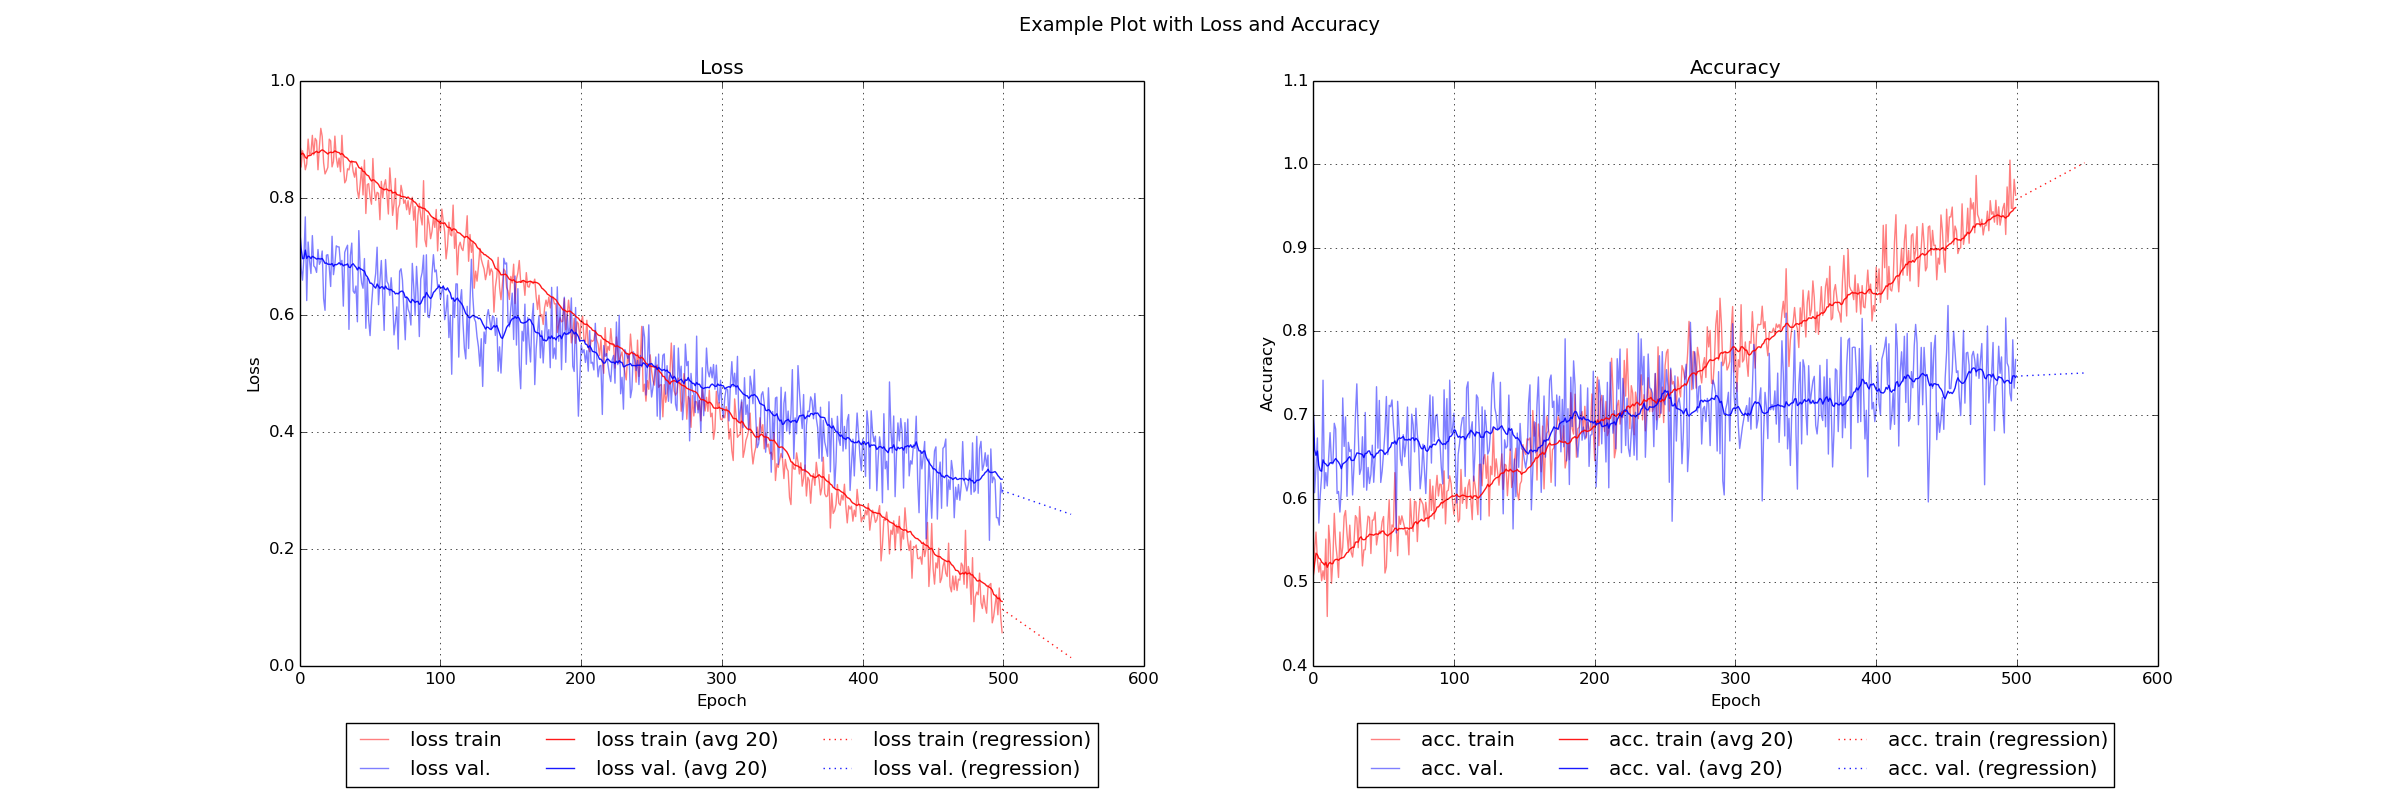 Example Plot with Loss and Accuracy
Loss
1.0
0.8
0.6
0.4
0.2
0.0
Loss
0 100 200 300 400 500 600
Epoch
loss train loss train (avg 20) loss train (regression)
loss val. loss val. (avg 20) loss val. (regression)
Accuracy
1.1
1.0
0.9
0.8
0.7
0.6
0.5
0.4
Accuracy
0 100 200 300 400 500 600
Epoch
acc. train acc. train (avg 20) acc. train (regression)
acc. val. acc. val. (avg 20) acc. val. (regression)